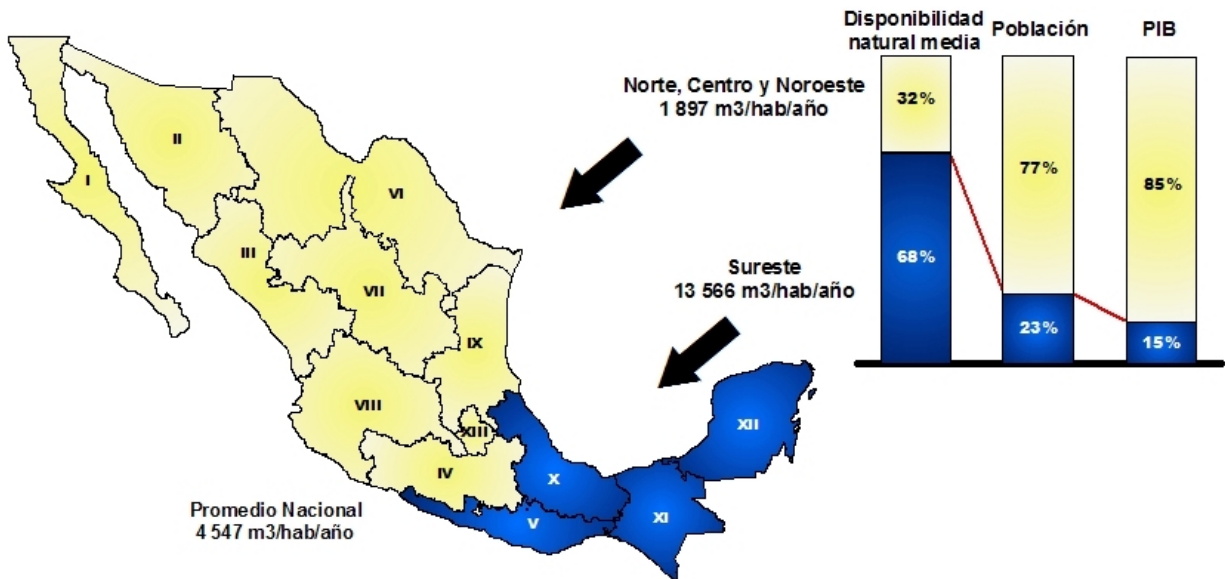 Norte, Centro y Noroeste
1 897 m3/hab/año
Sureste
13 566 m3/hab/año
Promedio Nacional
4 547 m3/hab/año
I
II
III
VI
VII
IX
VIII
XIII
IV
X
V
XI
XII
Disponibilidad
natural media
Población
PIB
32%
77%
85%
68%
23%
15%